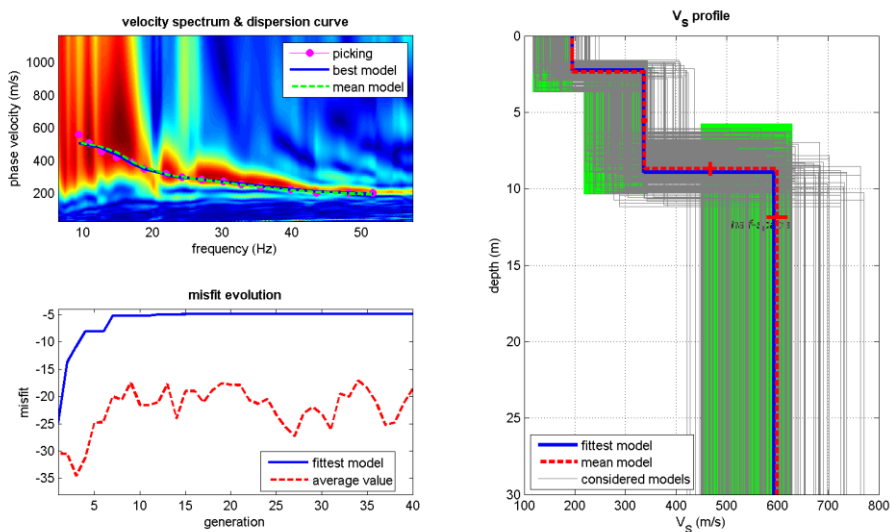 velocity spectrum & dispersion curve
1000
800
600
400
200
phase velocity (m/s)
picking
best model
mean model
10
20
30
40
50
frequency (Hz)
misfit evolution
-5
-10
-15
-20
-25
-30
-35
misfit
fittest model
average value
5
10
15
20
25
30
35
40
generation
VS profile
0
5
10
15
20
25
30
depth (m)
fittest model
mean model
considered models
100
200
300
400
500
600
700
800
VS (m/s)